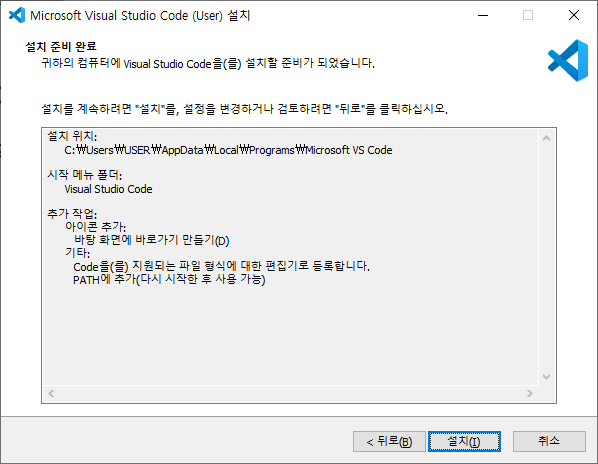 Microsoft Visual Studio Code (User) 설치
설치 준비 완료
귀하의 컴퓨터에 Visual Studio Code을(를) 설치할 준비가 되었습니다.
설치를 계속하려면 "설치"를, 설정을 변경하거나 검토하려면 "뒤로"를 클릭하십시오.
설치 위치:
C:₩Users₩USER₩AppData₩Local₩Programs₩Microsoft VS Code
시작 메뉴 폴더:
Visual Studio Code
추가 작업:
아이콘 추가:
바탕 화면에 바로가기 만들기(D)
기타:
Code을(를) 지원되는 파일 형식에 대한 편집기로 등록합니다.
PATH에 추가(다시 시작한 후 사용 가능)
< 뒤로(B)
설치(I)
취소